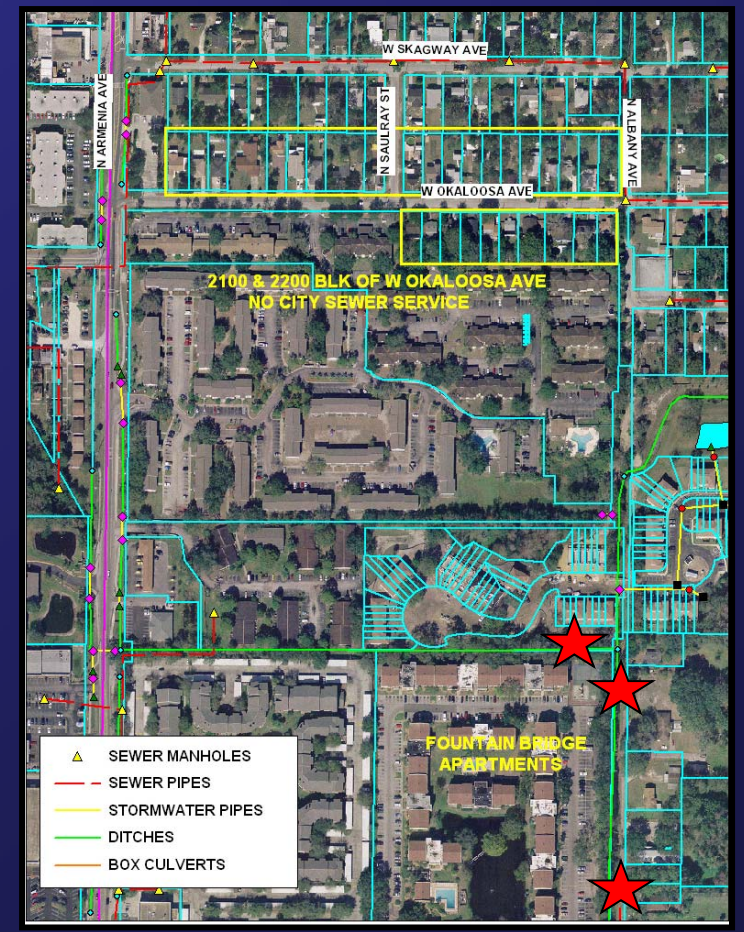 W SKAGWAY AVE
N ARMENIA AVE
N SAULRAY ST
N ALBANY AVE
W OKALOOSA AVE
2100 & 2200 BLK OF W OKALOOSA AVE
NO CITY SEWER SERVICE
FOUNTAIN BRIDGE
APARTMENTS
SEWER MANHOLES
SEWER PIPES
STORMWATER PIPES
DITCHES
BOX CULVERTS